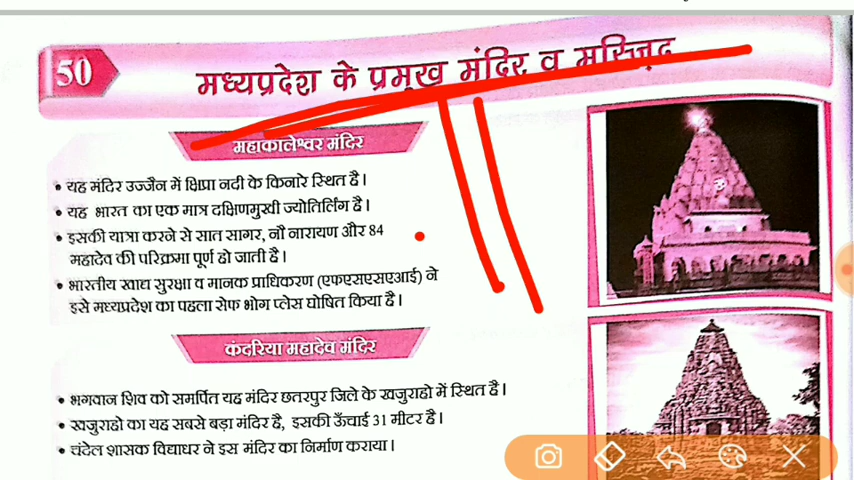 50
मध्यप्रदेश के प्रमुख मंदिर व मस्जिद
महाकालेश्वर मंदिर
• यह मंदिर उज्जैन में क्षिप्रा नदी के किनारे स्थित है।
• यह भारत का एक मात्र दक्षिणमुखी ज्योतिर्लिंग है।
• इसकी यात्रा करने से सात सागर, नौ नारायण और 84
महादेव की परिक्रमा पूर्ण हो जाती है।
• भारतीय खाद्य सुरक्षा व मानक प्राधिकरण (एफएसएसएआई) ने
इसे मध्यप्रदेश का पहला सेफ भोग प्लेस घोषित किया है।
कंदरिया महादेव मंदिर
• भगवान शिव को समर्पित यह मंदिर छतरपुर जिले के खजुराहो में स्थित है।
• खजुराहो का यह सबसे बड़ा मंदिर है, इसकी ऊँचाई 31 मीटर है।
• चंदेल शासक विद्याधर ने इस मंदिर का निर्माण कराया।